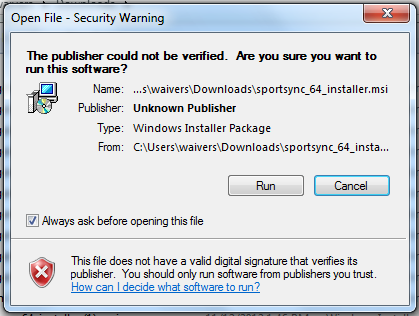 Open File - Security Warning
The publisher could not be verified. Are you sure you want to
run this software?
Name: ...s\waivers\Downloads\sportsync_64_installer.msi
Publisher: Unknown Publisher
Type: Windows Installer Package
From: C:\Users\waivers\Downloads\sportsync_64_insta...
Run
Cancel
Always ask before opening this file
This file does not have a valid digital signature that verifies its
publisher. You should only run software from publishers you trust.
How can I decide what software to run?